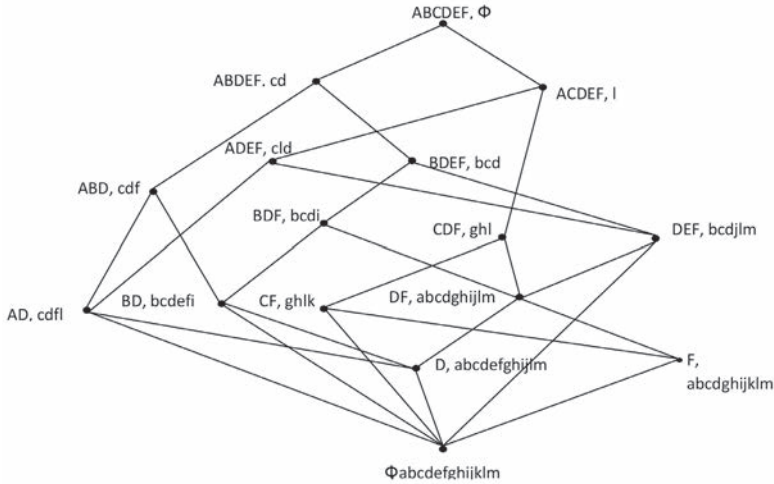 ABCDEF, Φ
ABDEF, cd
ACDEF, l
ADEF, cld
BDEF, bcd
ABD, cdf
BDF, bcdi
CDF, ghl
DEF, bcdjlm
AD, cdfl
BD, bcdefi
CF, ghlk
DF, abcdghijlm
D, abcdefghijlm
F,
abcdghijklm
Φabcdefghijklm